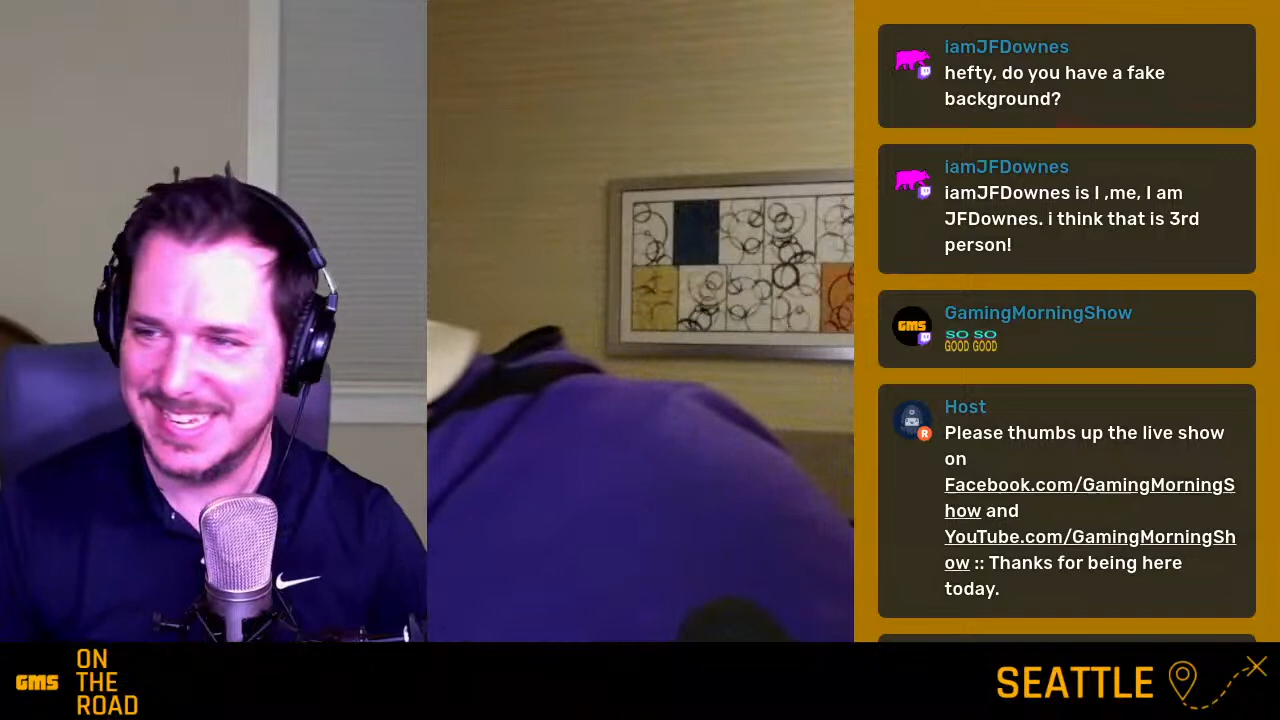 iamJFDownes
hefty, do you have a fake
background?
iamJFDownes
iamJFDownes is I ,me, I am
JFDownes. i think that is 3rd
person!
GamingMorningShow
GMS
SO SO
GOOD GOOD
Host
R
Please thumbs up the live show
on
Facebook.com/GamingMorningS
how and
YouTube.com/GamingMorningSh
ow :: Thanks for being here
today.
GMS
ON
THE
ROAD
SEATTLE